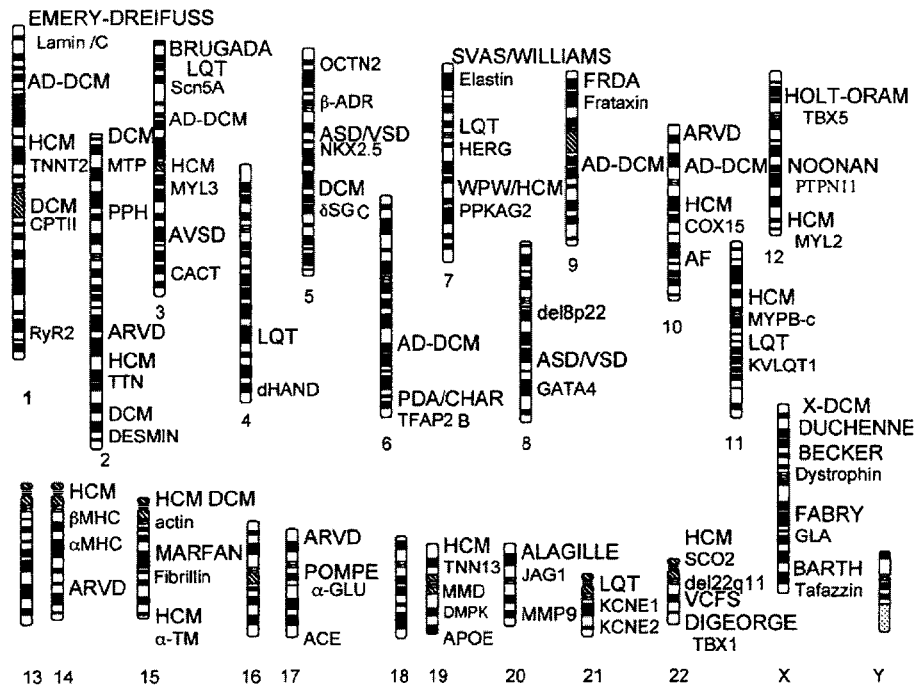 EMERY-DREIFUSS
Lamin /C
AD-DCM
HCM
TNNT2
DCM
CPTII
RyR2
1
DCM
MTP
PPH
ARVD
HCM
TTN
DCM
DESMIN
2
BRUGADA
LQT
Scn5A
AD-DCM
HCM
MYL3
AVSD
CACT
3
LQT
dHAND
4
OCTN2
β-ADR
ASD/VSD
NKX2.5
DCM
δSG C
5
AD-DCM
PDA/CHAR
TFAP2 B
6
SVAS/WILLIAMS
Elastin
LQT
HERG
WPW/HCM
PPKAG2
7
del8p22
ASD/VSD
GATA4
8
FRDA
Frataxin
AD-DCM
9
ARVD
AD-DCM
HCM
COX15
AF
10
HCM
MYPB-c
LQT
KVLQT1
11
HOLT-ORAM
TBX5
NOONAN
PTPN11
HCM
MYL2
12
X-DCM
DUCHENNE
BECKER
Dystrophin
FABRY
GLA
BARTH
Tafazzin
HCM
βMHC
αMHC
ARVD
HCM DCM
actin
MARFAN
Fibrillin
HCM
α-TM
ARVD
POMPE
α-GLU
ACE
HCM
TNN13
MMD
DMPK
APOE
ALAGILLE
JAG1
MMP9
LQT
KCNE1
KCNE2
HCM
SCO2
del22q11
VCFS
DIGEORGE
TBX1
13 14 15 16 17 18 19 20 21 22 X Y